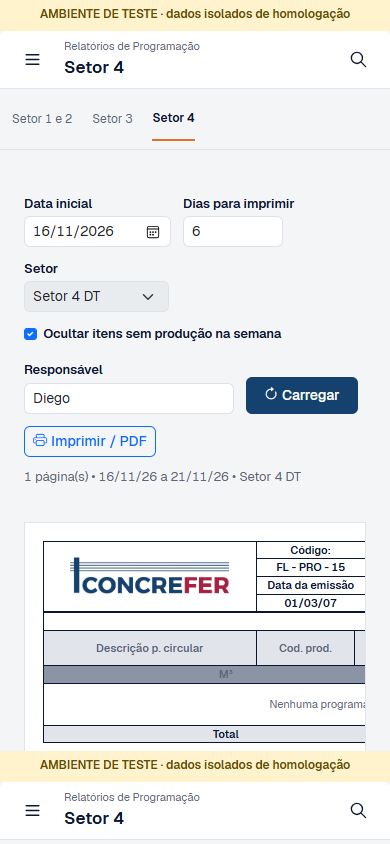 AMBIENTE DE TESTE · dados isolados de homologação
Relatórios de Programação
Setor 4
Setor 1 e 2
Setor 3
Setor 4
Data inicial
Dias para imprimir
16/11/2026
6
Setor
Setor 4 DT
Ocultar itens sem produção na semana
Responsável
Diego
Carregar
Imprimir / PDF
1 página(s) • 16/11/26 a 21/11/26 • Setor 4 DT
CONCREFER
Código:
FL - PRO - 15
Data da emissão
01/03/07
Descrição p. circular
Cod. prod.
M³
Nenhuma programa
Total
AMBIENTE DE TESTE · dados isolados de homologação
Relatórios de Programação
Setor 4